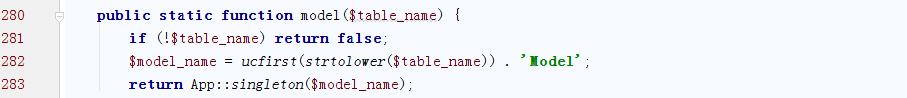 280 public static function model($table_name) {
281 if (!$table_name) return false;
282 $model_name = ucfirst(strtolower($table_name)) . 'Model';
283 return App::singleton($model_name);